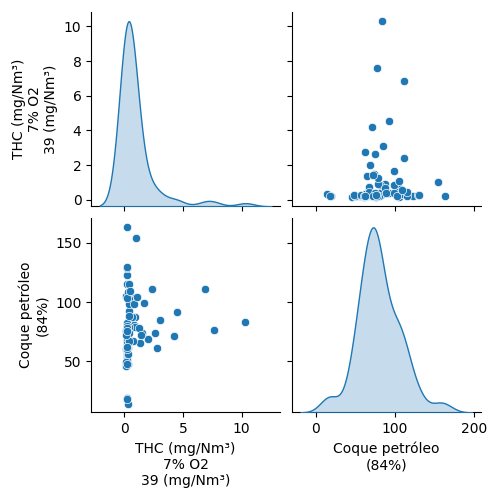 THC (mg/Nm³)
7% O2
39 (mg/Nm³)
10
8
6
4
2
0
Coque petróleo
(84%)
150
100
50
0
5
10
THC (mg/Nm³)
7% O2
39 (mg/Nm³)
0
100
200
Coque petróleo
(84%)